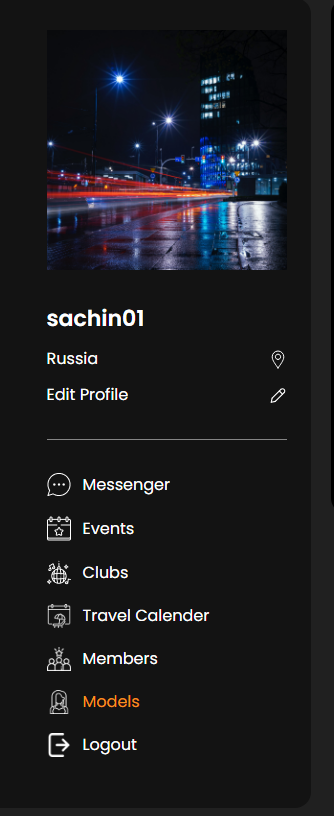 sachin01
Russia
Edit Profile
Messenger
Events
Clubs
Travel Calender
Members
Models
Logout